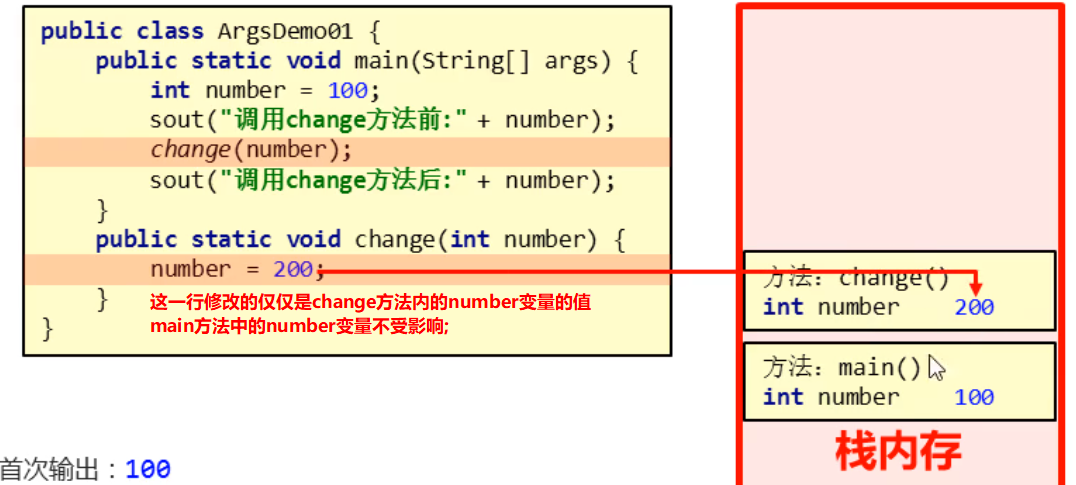 public class ArgsDemo01 {
public static void main(String[] args) {
int number = 100;
sout("调用change方法前:" + number);
change(number);
sout("调用change方法后:" + number);
}
public static void change(int number) {
number = 200;
}
这一行修改的仅仅是change方法内的number变量的值
main方法中的number变量不受影响;
}
方法：change()
int number 200
方法：main()
int number 100
栈内存
首次输出：100